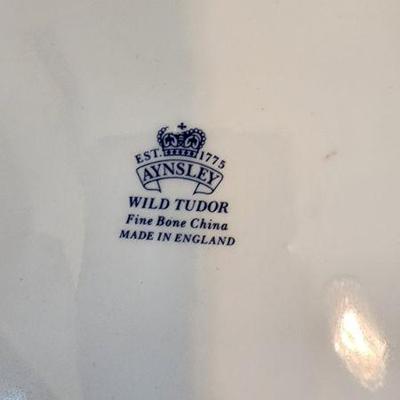 EST. 1775
AYNSLEY
WILD TUDOR
Fine Bone China
MADE IN ENGLAND